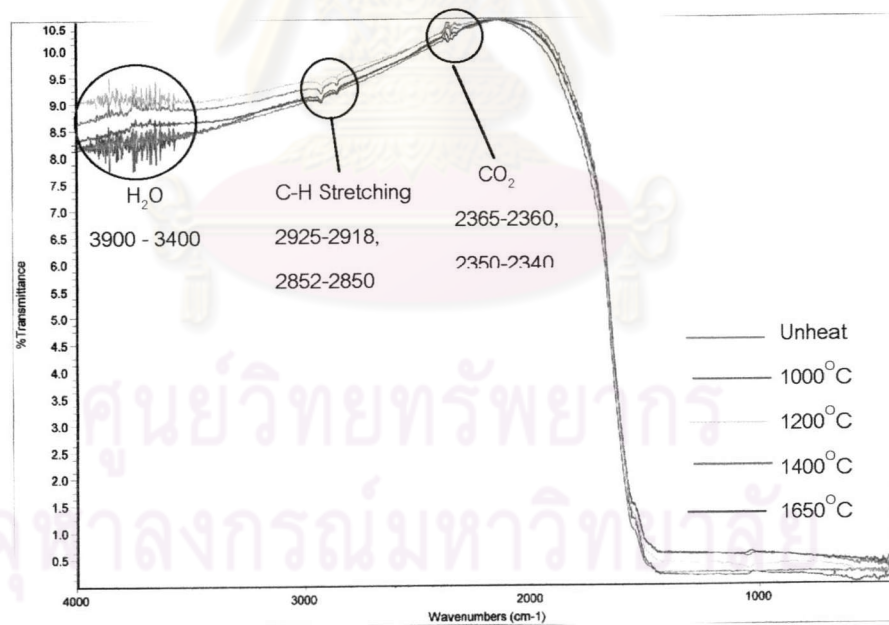 10.5
10.0
9.5
9.0
8.5
8.0
7.5
7.0
6.5
6.0
5.5
5.0
4.5
4.0
3.5
3.0
2.5
2.0
1.5
1.0
0.5
%Transmittance
H₂O
3900 - 3400
C-H Stretching
2925-2918,
2852-2850
CO₂
2365-2360,
2350-2340
Unheat
1000°C
1200°C
1400°C
1650°C
4000 3000 2000 1000
Wavenumbers (cm-1)
ศูนย์วิทยทรัพยากร
จุฬาลงกรณ์มหาวิทยาลัย